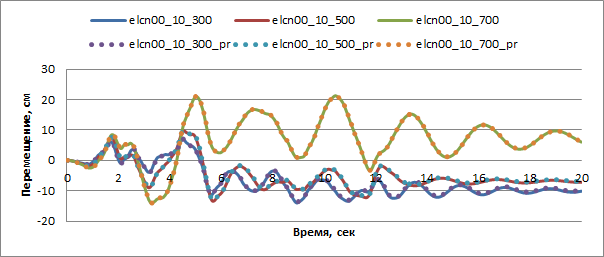 elcn00_10_300 elcn00_10_500 elcn00_10_700
elcn00_10_300_pr elcn00_10_500_pr elcn00_10_700_pr
Перемещение, см
30
20
10
0
-10
-20
0 2 4 6 8 10 12 14 16 18 20
Время, сек